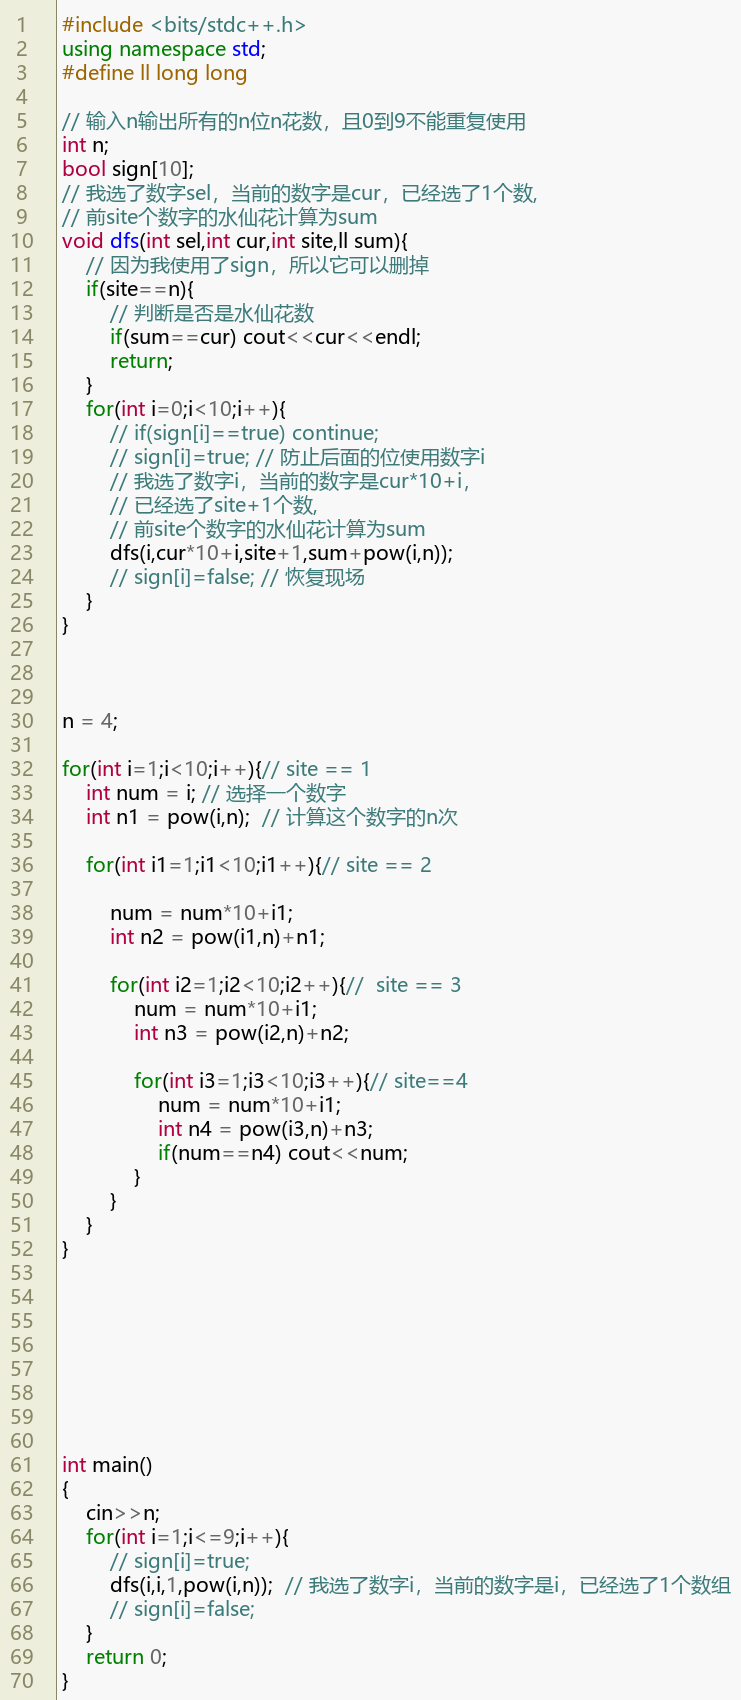 1 #include <bits/stdc++.h>
2 using namespace std;
3 #define ll long long
4
5 // 输入n输出所有的n位n花数，且0到9不能重复使用
6 int n;
7 bool sign[10];
8 // 我选了数字sel，当前的数字是cur，已经选了1个数，
9 // 前site个数字的水仙花计算为sum
10 void dfs(int sel,int cur,int site,ll sum){
11     // 因为我使用了sign，所以它可以删掉
12     if(site==n){
13         // 判断是否是水仙花数
14         if(sum==cur) cout<<cur<<endl;
15         return;
16     }
17     for(int i=0;i<10;i++){
18         // if(sign[i]==true) continue;
19         // sign[i]=true; // 防止后面的位使用数字i
20         // 我选了数字i，当前的数字是cur*10+i，
21         // 已经选了site+1个数，
22         // 前site个数字的水仙花计算为sum
23         dfs(i,cur*10+i,site+1,sum+pow(i,n));
24         // sign[i]=false; // 恢复现场
25     }
26 }
27
28
29
30 n = 4;
31
32 for(int i=1;i<10;i++){// site == 1
33     int num = i; // 选择一个数字
34     int n1 = pow(i,n);  // 计算这个数字的n次
35
36     for(int i1=1;i1<10;i1++){// site == 2
37
38         num = num*10+i1;
39         int n2 = pow(i1,n)+n1;
40
41         for(int i2=1;i2<10;i2++){//  site == 3
42             num = num*10+i1;
43             int n3 = pow(i2,n)+n2;
44
45             for(int i3=1;i3<10;i3++){// site==4
46                 num = num*10+i1;
47                 int n4 = pow(i3,n)+n3;
48                 if(num==n4) cout<<num;
49             }
50         }
51     }
52 }
53
54
55
56
57
58
59
60
61 int main()
62 {
63     cin>>n;
64     for(int i=1;i<=9;i++){
65         // sign[i]=true;
66         dfs(i,i,1,pow(i,n));  // 我选了数字i，当前的数字是i，已经选了1个数组
67         // sign[i]=false;
68     }
69     return 0;
70 }